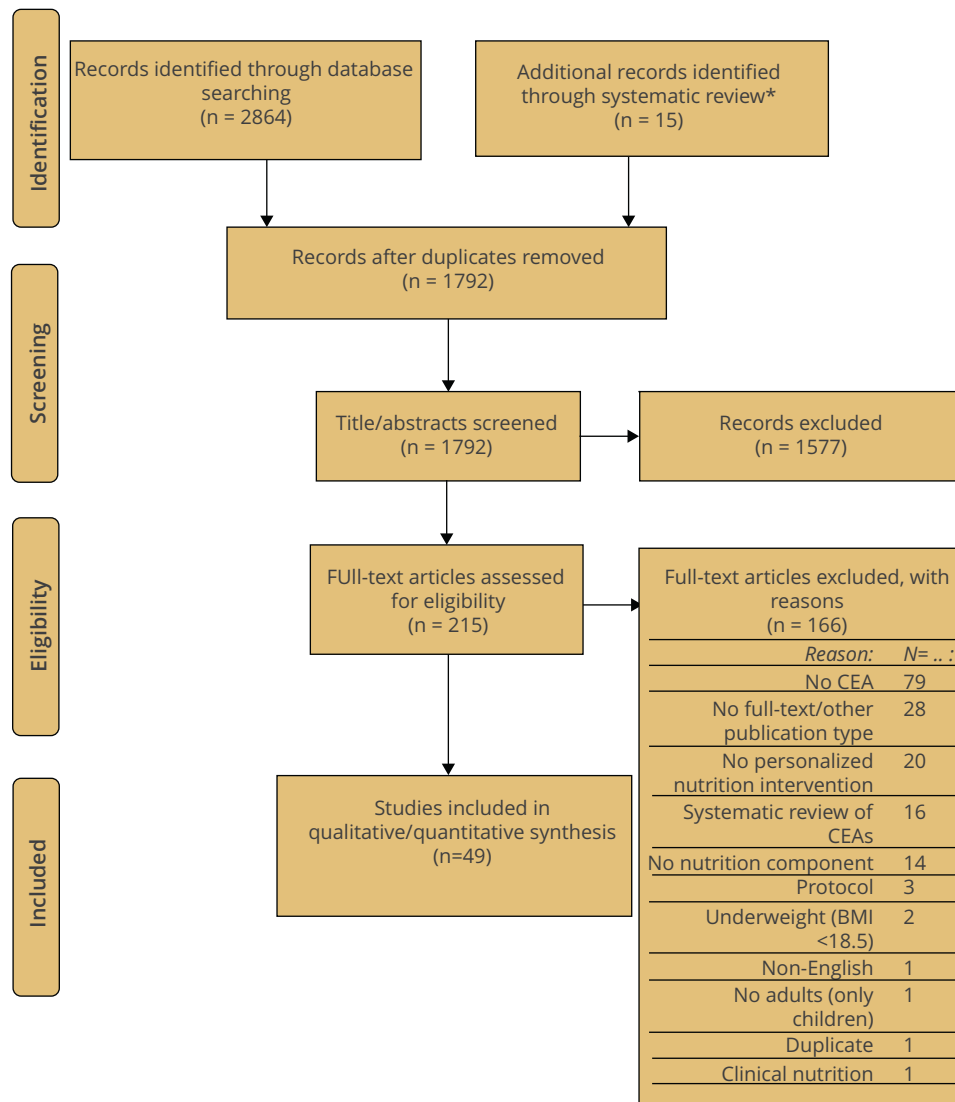 Identification
Records identified through database
searching
(n = 2864)
Additional records identified
through systematic review*
(n = 15)
Records after duplicates removed
(n = 1792)
Screening
Title/abstracts screened
(n = 1792)
Records excluded
(n = 1577)
Eligibility
FUll-text articles assessed
for eligibility
(n = 215)
Full-text articles excluded, with
reasons
(n = 166)
Reason: N= .. :
No CEA 79
No full-text/other 28
publication type
No personalized 20
nutrition intervention
Systematic review of 16
CEAs
No nutrition component 14
Protocol 3
Underweight (BMI 2
<18.5)
Non-English 1
No adults (only 1
children)
Duplicate 1
Clinical nutrition 1
Included
Studies included in
qualitative/quantitative synthesis
(n=49)